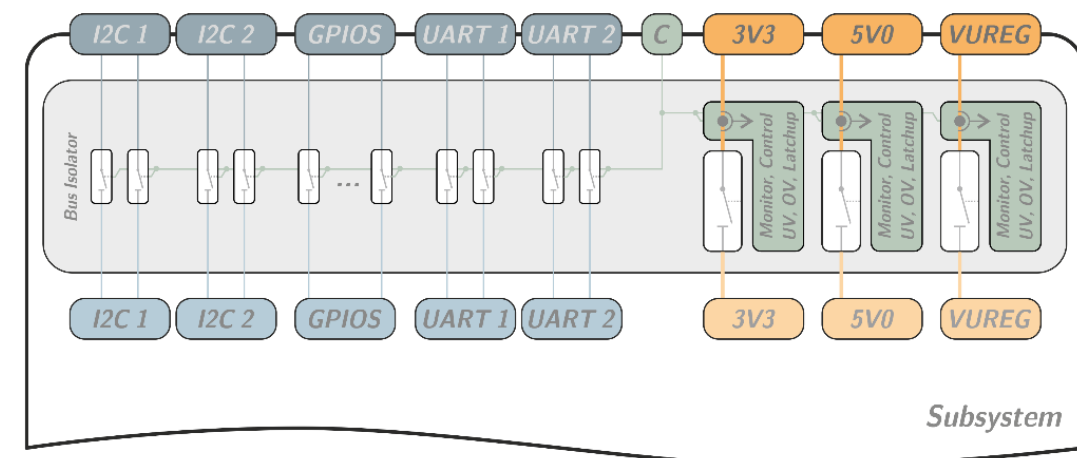 I2C 1 I2C 2 GPIOS UART 1 UART 2 C 3V3 5V0 VUREG
Bus Isolator
...
Monitor, Control
UV, OV, Latchup
Monitor, Control
UV, OV, Latchup
Monitor, Control
UV, OV, Latchup
I2C 1 I2C 2 GPIOS UART 1 UART 2 3V3 5V0 VUREG
Subsystem